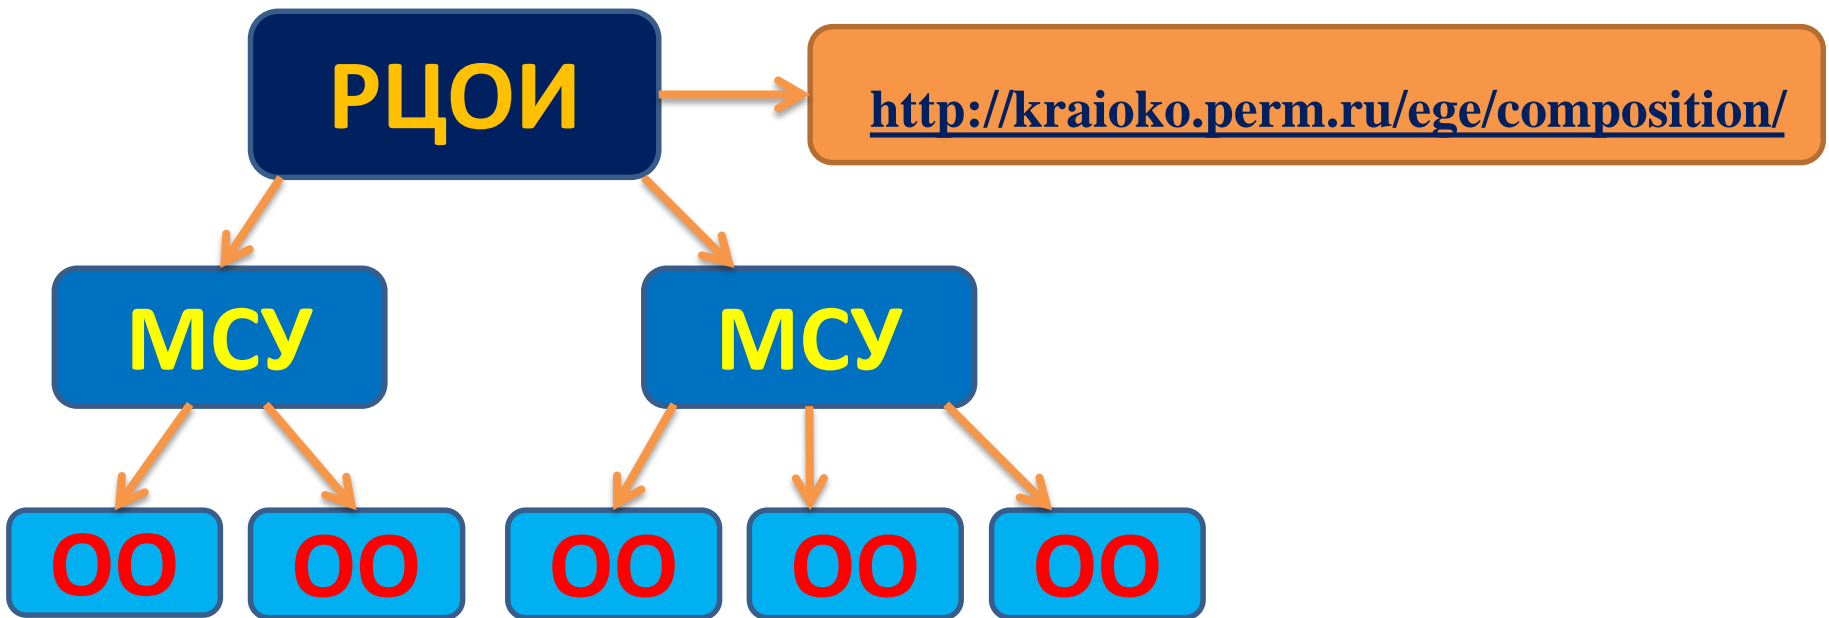 РЦОИ
http://kraioko.perm.ru/ege/composition/
МСУ
МСУ
ОО
ОО
ОО
ОО
ОО